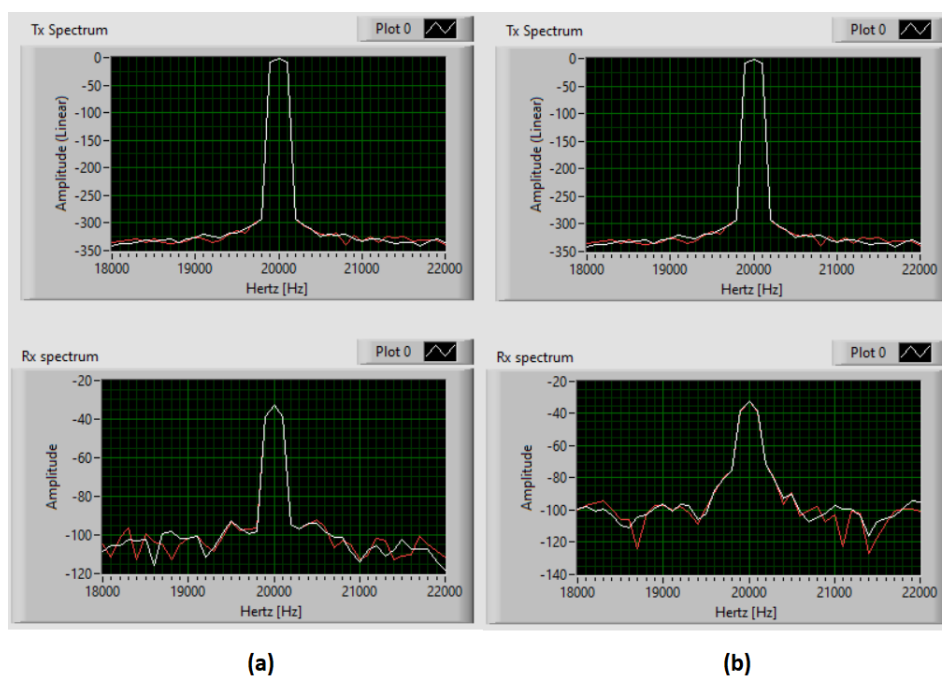 Tx Spectrum
Plot 0
0
-50
-100
-150
-200
-250
-300
-350
Amplitude (Linear)
18000 19000 20000 21000 22000
Hertz [Hz]
Tx Spectrum
Plot 0
0
-50
-100
-150
-200
-250
-300
-350
Amplitude (Linear)
18000 19000 20000 21000 22000
Hertz [Hz]
Rx spectrum
Plot 0
-20
-40
-60
-80
-100
-120
Amplitude
18000 19000 20000 21000 22000
Hertz [Hz]
Rx spectrum
Plot 0
-20
-40
-60
-80
-100
-120
-140
Amplitude
18000 19000 20000 21000 22000
Hertz [Hz]
(a)
(b)